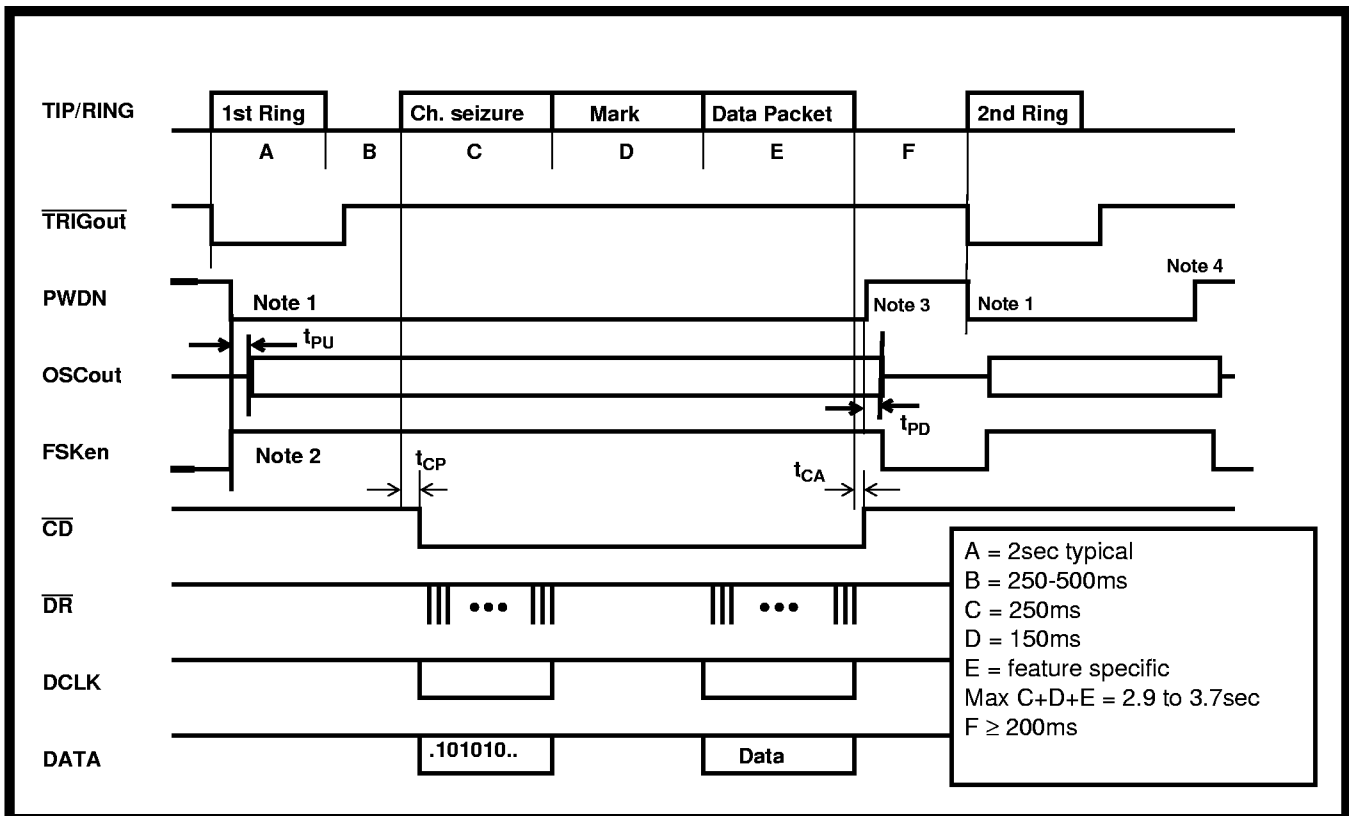 TIP/RING
1st Ring
Ch. seizure
Mark
Data Packet
2nd Ring
A
B
C
D
E
F
TRIGout
PWDN
Note 1
Note 3
Note 1
Note 4
tPU
OSCout
tPD
FSKen
Note 2
tCP
tCA
CD
DR
•••
•••
DCLK
DATA
.101010..
Data
A = 2sec typical
B = 250-500ms
C = 250ms
D = 150ms
E = feature specific
Max C+D+E = 2.9 to 3.7sec
F ≥ 200ms